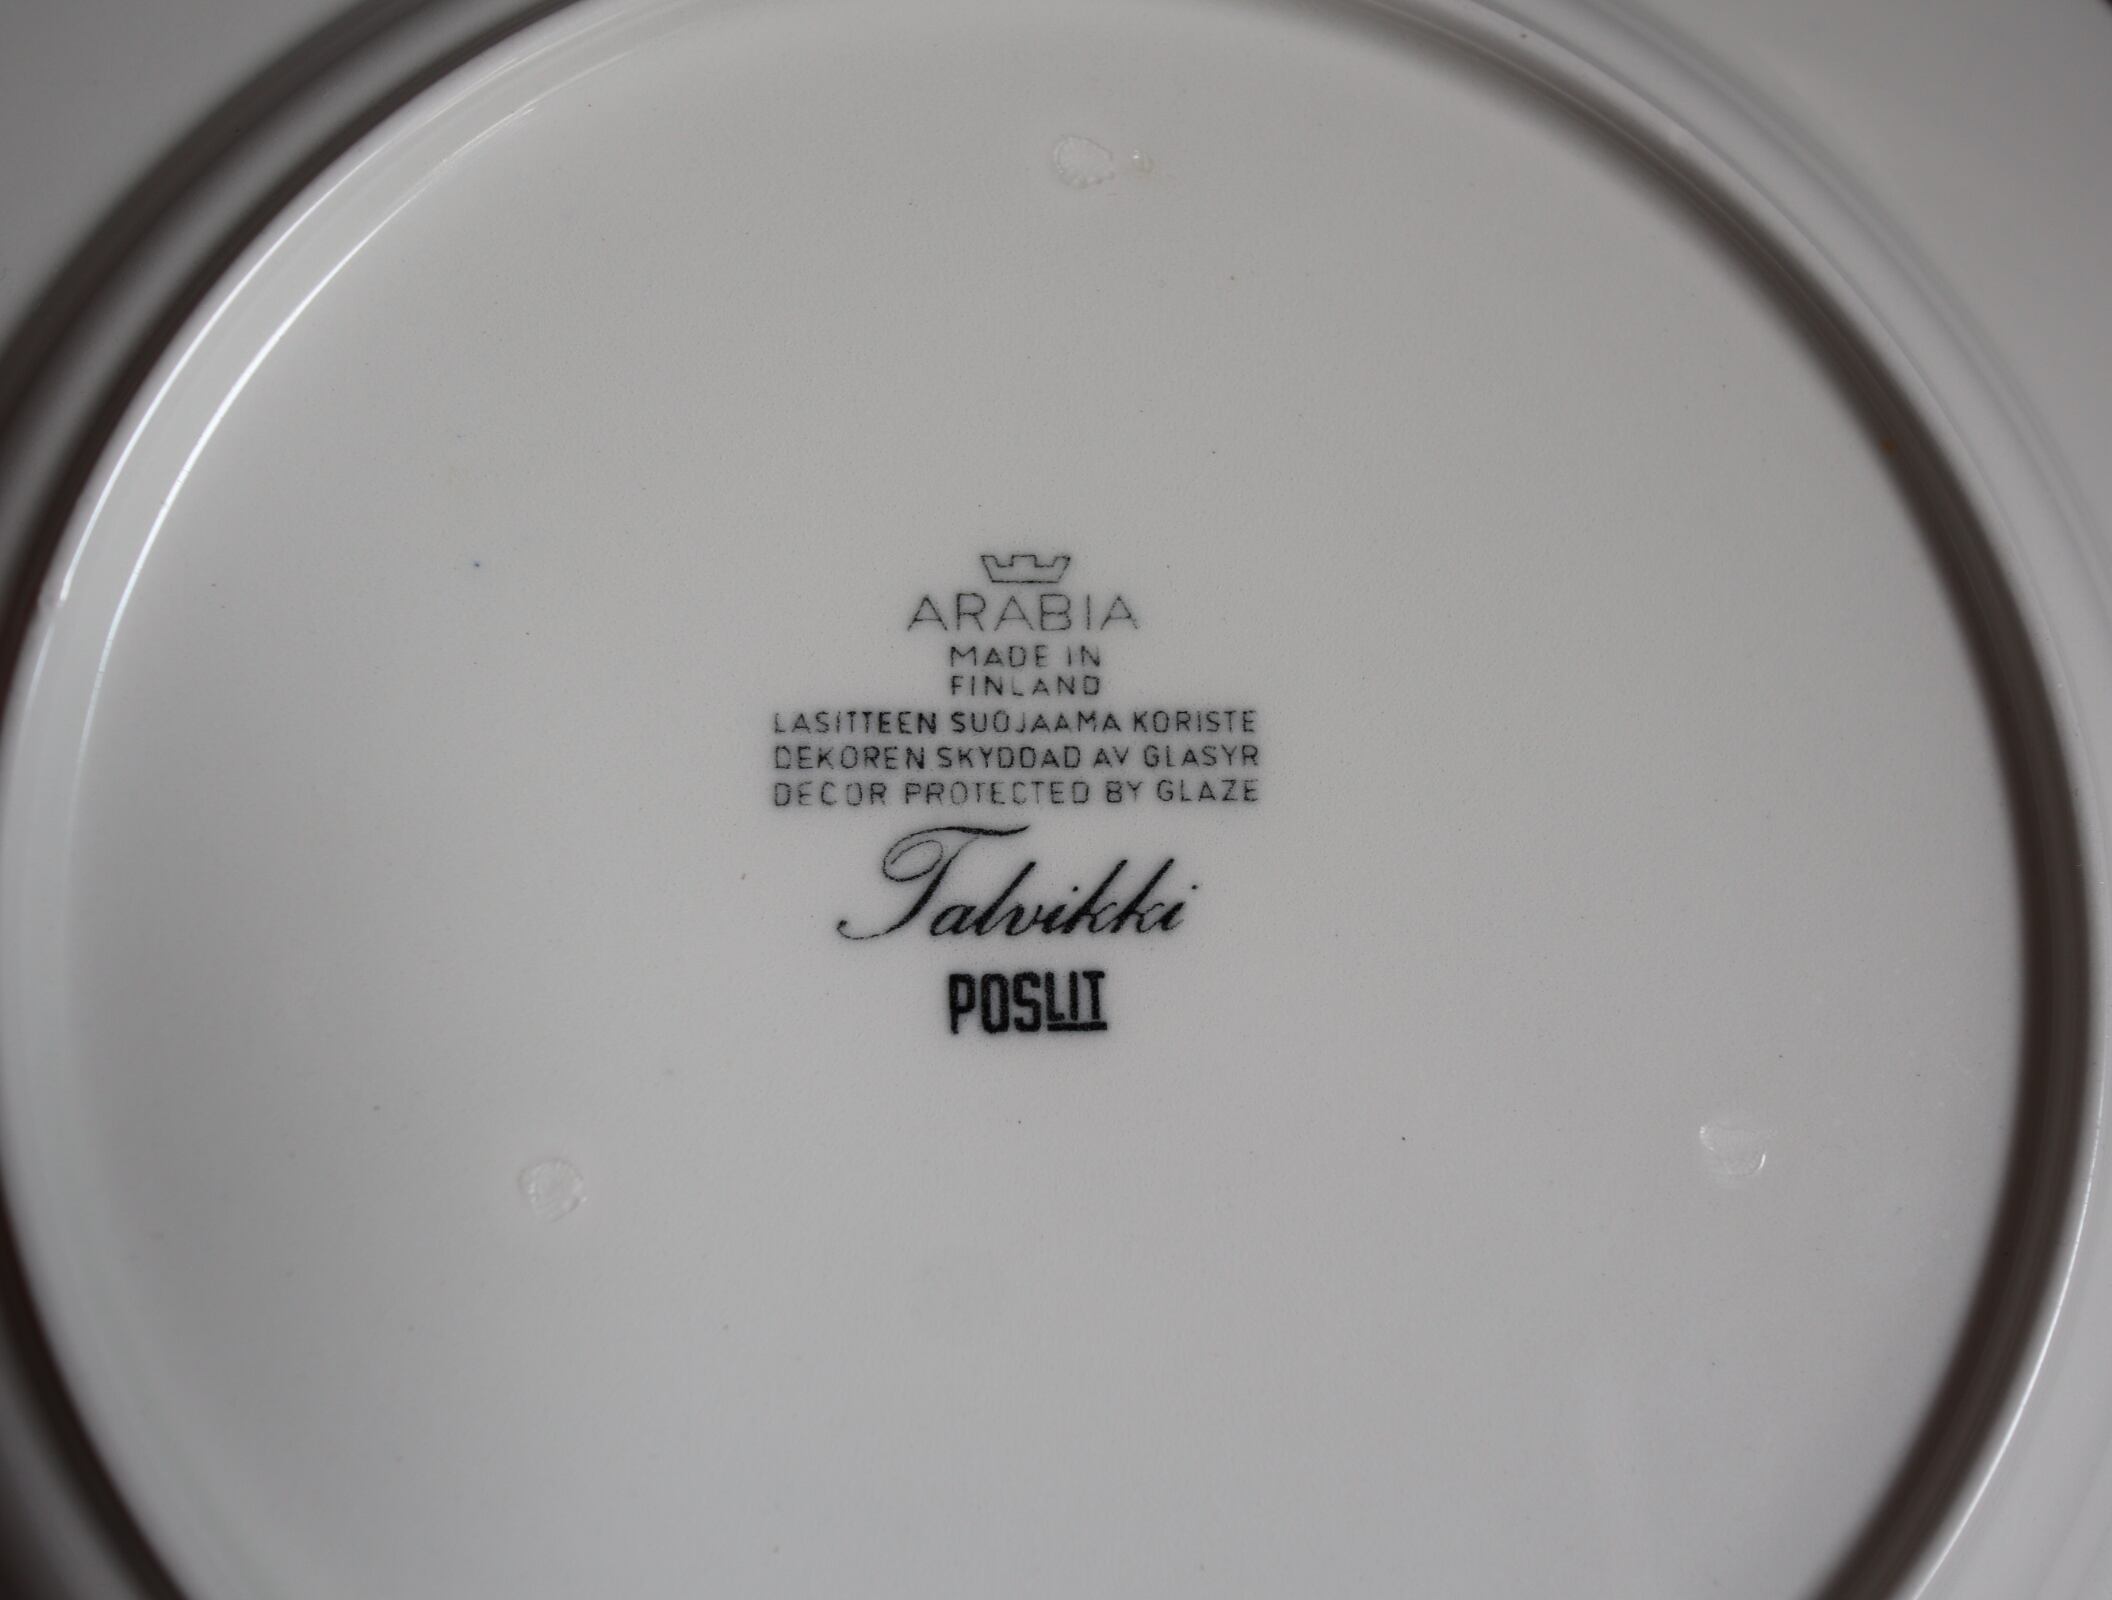 ARABIA
MADE IN
FINLAND
LASITTEEN SUOJAAMA KORISTE
DEKOREN SKYDDAD AV GLASYR
DECOR PROTECTED BY GLAZE
Talvikki
POSLIT